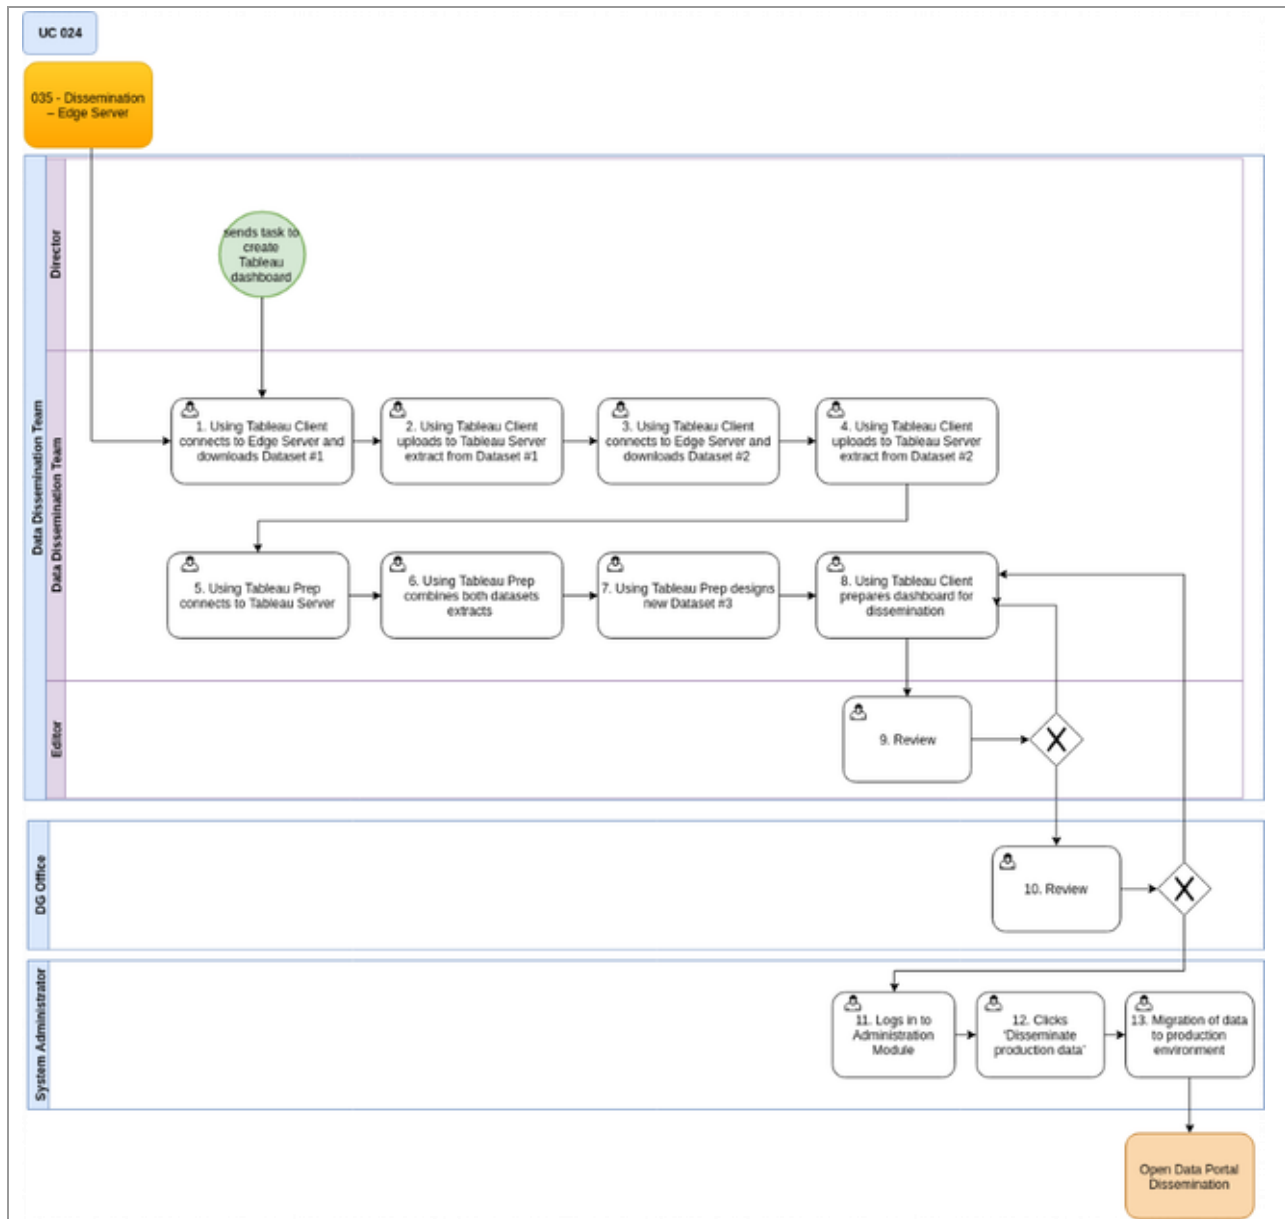 UC 024
035 - Dissemination
– Edge Server
Data Dissemination Team
Director
sends task to
create
Tableau
dashboard
Data Dissemination Team
1. Using Tableau Client
connects to Edge Server and
downloads Dataset #1
2. Using Tableau Client
uploads to Tableau Server
extract from Dataset #1
3. Using Tableau Client
connects to Edge Server and
downloads Dataset #2
4. Using Tableau Client
uploads to Tableau Server
extract from Dataset #2
5. Using Tableau Prep
connects to Tableau Server
6. Using Tableau Prep
combines both datasets
extracts
7. Using Tableau Prep designs
new Dataset #3
8. Using Tableau Client
prepares dashboard for
dissemination
Editor
9. Review
DG Office
10. Review
System Administrator
11. Logs in to
Administration
Module
12. Clicks
'Disseminate
production data'
13. Migration of data
to production
environment
Open Data Portal
Dissemination